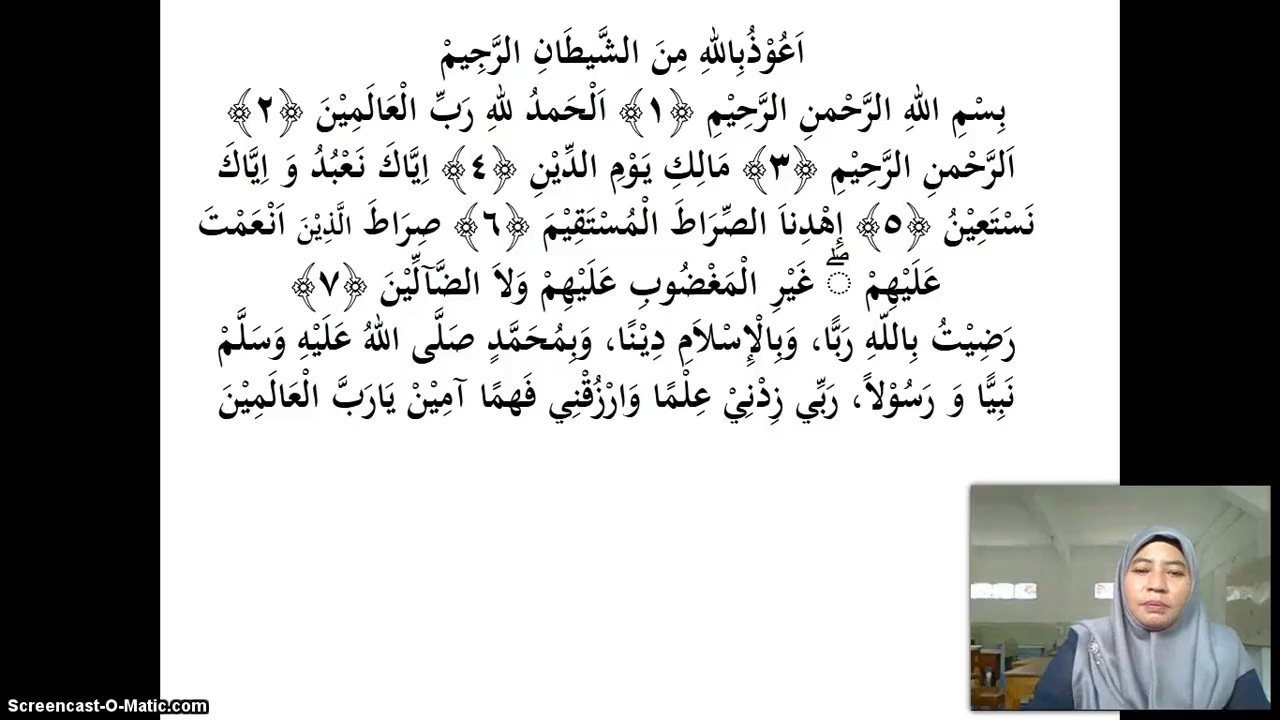 اَعُوْذُبِاللهِ مِنَ الشَّيطَانِ الرَّجِيمْ
بِسْمِ اللهِ الرَّحْمنِ الرَّحِيْمِ ﴿١﴾ اَلْحَمدُ للهِ رَبِّ الْعَالَمِيْنَ ﴿٢﴾
اَلرَّحْمنِ الرَّحِيْمِ ﴿٣﴾ مَالِكِ يَوْمِ الدِّيْنِ ﴿٤﴾ اِيَّاكَ نَعْبُدُ وَ اِيَّاكَ
نَسْتَعِيْنُ ﴿٥﴾ إِهْدِناَ الصِّرَاطَ الْمُسْتَقِيْمَ ﴿٦﴾ صِرَاطَ الَّذِيْنَ اَنْعَمْتَ
عَلَيْهِمْ ۖ غَيْرِ الْمَغْضُوبِ عَلَيْهِمْ وَلاَ الضَّآلِّيْنَ ﴿٧﴾
رَضِيْتُ بِاللّهِ رَبًّا، وَبِالْإِسْلاَمِ دِيْنًا، وَبِمُحَمَّدٍ صَلَّى اللهُ عَلَيْهِ وَسَلَّمْ
نَبِيًّا وَ رَسُوْلاً، رَبِّي زِدْنِيْ عِلْمًا وَارْزُقْنِي فَهمًا آمِيْنْ يَارَبَّ الْعَالَمِيْنَ
Screencast-O-Matic.com